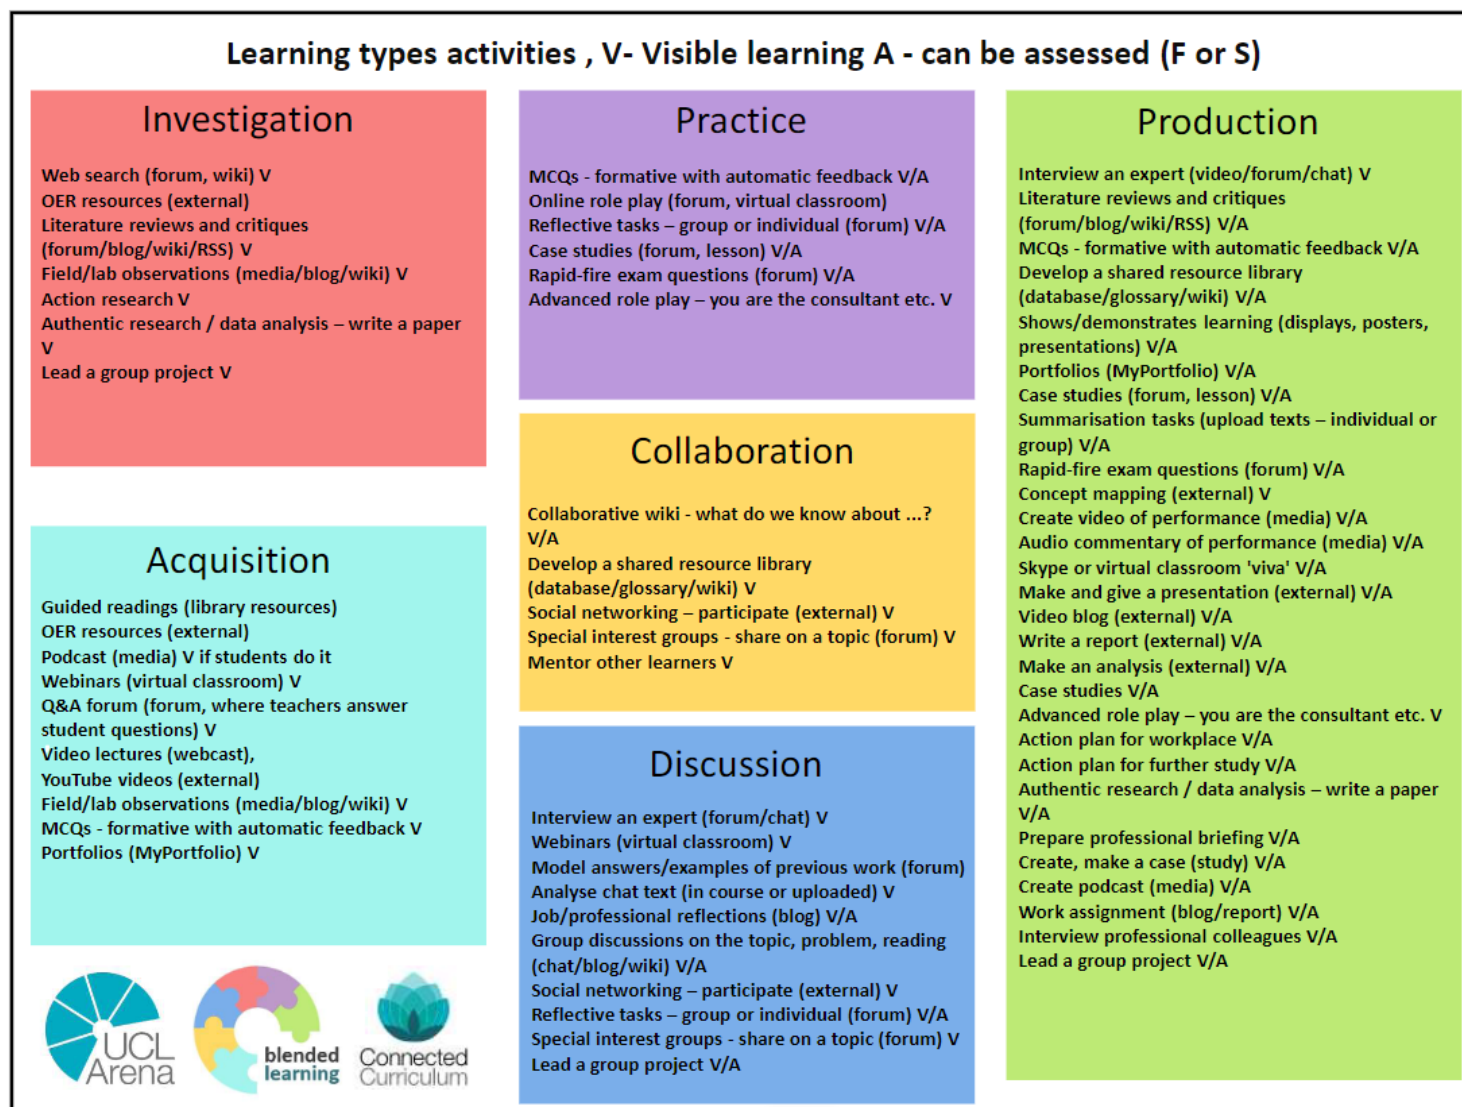 Learning types activities , V- Visible learning A - can be assessed (F or S)
Investigation
Web search (forum, wiki) V
OER resources (external)
Literature reviews and critiques
(forum/blog/wiki/RSS) V
Field/lab observations (media/blog/wiki) V
Action research V
Authentic research / data analysis – write a paper
V
Lead a group project V
Acquisition
Guided readings (library resources)
OER resources (external)
Podcast (media) V if students do it
Webinars (virtual classroom) V
Q&A forum (forum, where teachers answer
student questions) V
Video lectures (webcast),
YouTube videos (external)
Field/lab observations (media/blog/wiki) V
MCQs - formative with automatic feedback V
Portfolios (MyPortfolio) V
UCL
Arena
blended
learning
Connected
Curriculum
Practice
MCQs - formative with automatic feedback V/A
Online role play (forum, virtual classroom)
Reflective tasks – group or individual (forum) V/A
Case studies (forum, lesson) V/A
Rapid-fire exam questions (forum) V/A
Advanced role play – you are the consultant etc. V
Collaboration
Collaborative wiki - what do we know about ...?
V/A
Develop a shared resource library
(database/glossary/wiki) V
Social networking – participate (external) V
Special interest groups - share on a topic (forum) V
Mentor other learners V
Discussion
Interview an expert (forum/chat) V
Webinars (virtual classroom) V
Model answers/examples of previous work (forum)
Analyse chat text (in course or uploaded) V
Job/professional reflections (blog) V/A
Group discussions on the topic, problem, reading
(chat/blog/wiki) V/A
Social networking – participate (external) V
Reflective tasks – group or individual (forum) V/A
Special interest groups - share on a topic (forum) V
Lead a group project V/A
Production
Interview an expert (video/forum/chat) V
Literature reviews and critiques
(forum/blog/wiki/RSS) V/A
MCQs - formative with automatic feedback V/A
Develop a shared resource library
(database/glossary/wiki) V/A
Shows/demonstrates learning (displays, posters,
presentations) V/A
Portfolios (MyPortfolio) V/A
Case studies (forum, lesson) V/A
Summarisation tasks (upload texts – individual or
group) V/A
Rapid-fire exam questions (forum) V/A
Concept mapping (external) V
Create video of performance (media) V/A
Audio commentary of performance (media) V/A
Skype or virtual classroom 'viva' V/A
Make and give a presentation (external) V/A
Video blog (external) V/A
Write a report (external) V/A
Make an analysis (external) V/A
Case studies V/A
Advanced role play – you are the consultant etc. V
Action plan for workplace V/A
Action plan for further study V/A
Authentic research / data analysis – write a paper
V/A
Prepare professional briefing V/A
Create, make a case (study) V/A
Create podcast (media) V/A
Work assignment (blog/report) V/A
Interview professional colleagues V/A
Lead a group project V/A